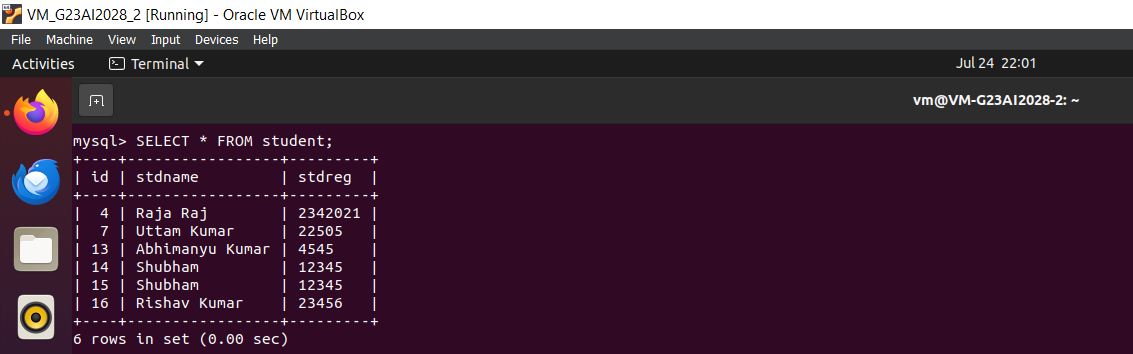 VM_G23AI2028_2 [Running] - Oracle VM VirtualBox
File Machine View Input Devices Help
Activities Terminal Jul 24 22:01
vm@VM-G23AI2028-2: ~
mysql> SELECT * FROM student;
+----+-----------------+---------+
| id | stdname         | stdreg  |
+----+-----------------+---------+
|  4 | Raja Raj        | 2342021 |
|  7 | Uttam Kumar     | 22505   |
| 13 | Abhimanyu Kumar | 4545    |
| 14 | Shubham         | 12345   |
| 15 | Shubham         | 12345   |
| 16 | Rishav Kumar    | 23456   |
+----+-----------------+---------+
6 rows in set (0.00 sec)